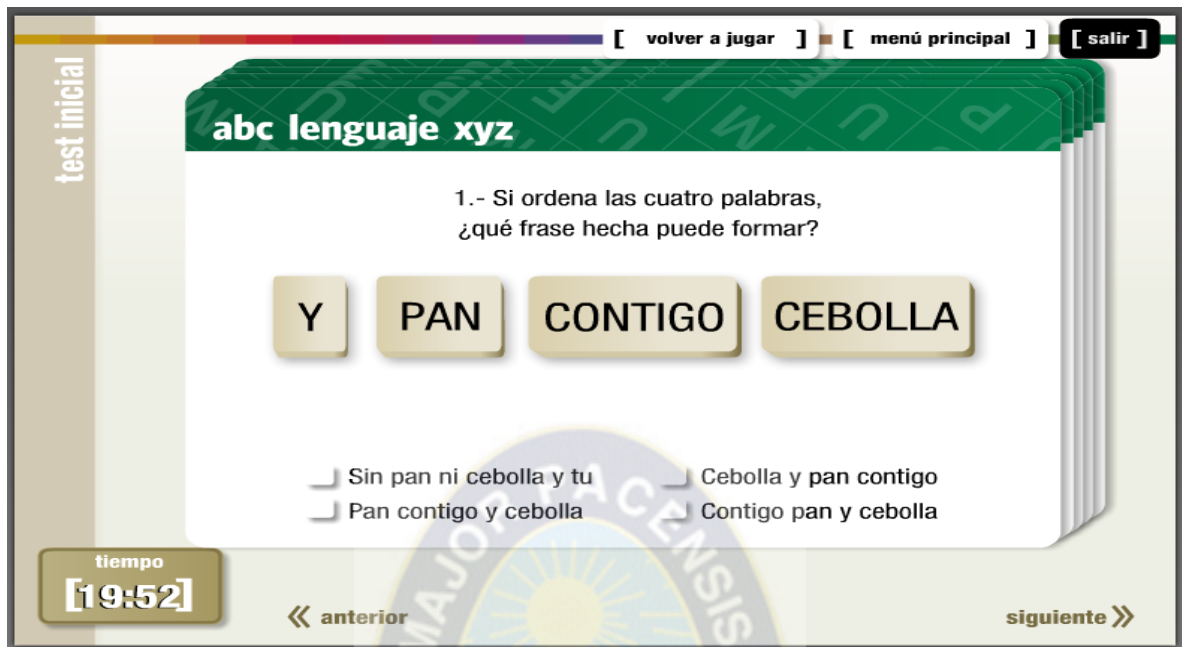 [ volver a jugar ] [ menú principal ] [ salir ]
test inicial
abc lenguaje xyz
1.- Si ordena las cuatro palabras,
¿qué frase hecha puede formar?
Y PAN CONTIGO CEBOLLA
Sin pan ni cebolla y tu Cebolla y pan contigo
Pan contigo y cebolla Contigo pan y cebolla
MAJOR PACENSIS
tiempo
[19:52]
« anterior siguiente »